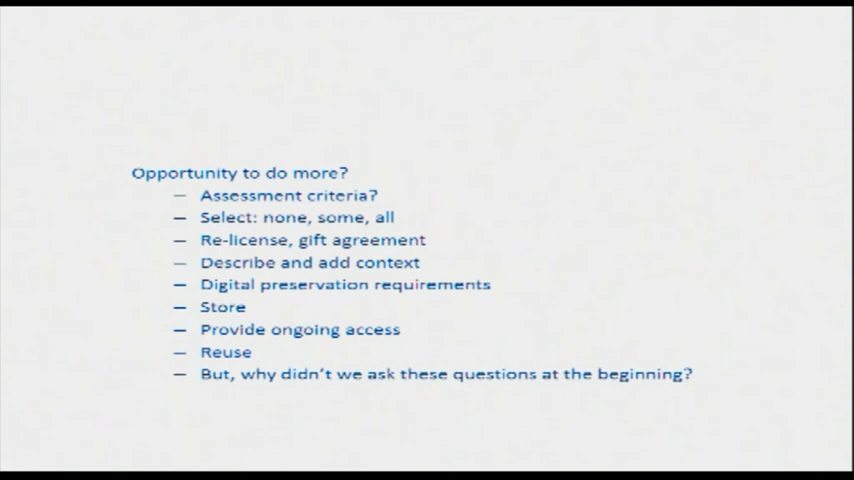 Opportunity to do more?
– Assessment criteria?
– Select: none, some, all
– Re-license, gift agreement
– Describe and add context
– Digital preservation requirements
– Store
– Provide ongoing access
– Reuse
– But, why didn't we ask these questions at the beginning?